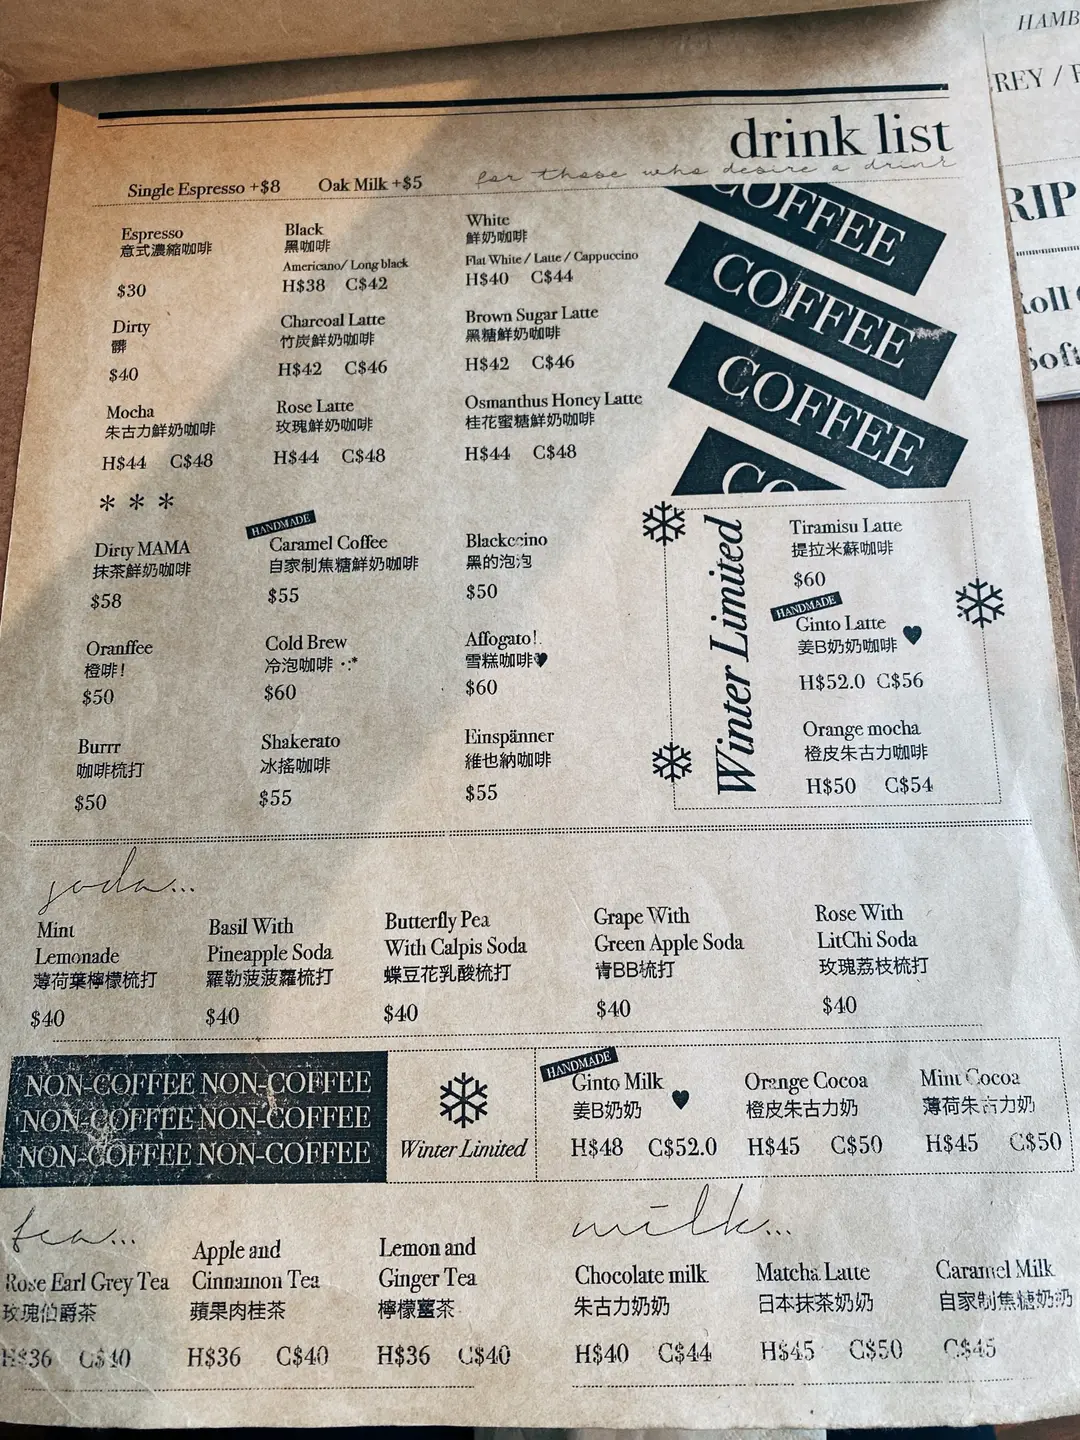 HAMB
REY / 
RIP
oll
Soft
drink list
for those who desire a drink
Single Espresso +$8 Oak Milk +$5
Espresso
意式濃縮咖啡
$30
Black
黑咖啡
Americano/ Long black
H$38 C$42
White
鮮奶咖啡
Flat White / Latte / Cappuccino
H$40 C$44
Dirty
髒
$40
Charcoal Latte
竹炭鮮奶咖啡
H$42 C$46
Brown Sugar Latte
黑糖鮮奶咖啡
H$42 C$46
Mocha
朱古力鮮奶咖啡
H$44 C$48
Rose Latte
玫瑰鮮奶咖啡
H$44 C$48
Osmanthus Honey Latte
桂花蜜糖鮮奶咖啡
H$44 C$48
COFFEE
COFFEE
COFFEE
CO
* * *
Dirty MAMA
抹茶鮮奶咖啡
$58
HANDMADE
Caramel Coffee
自家制焦糖鮮奶咖啡
$55
Blackccino
黑的泡泡
$50
Oranffee
橙啡!
$50
Cold Brew
冷泡咖啡
$60
Affogato!
雪糕咖啡♥
$60
Burrr
咖啡梳打
$50
Shakerato
冰搖咖啡
$55
Einspänner
維也納咖啡
$55
Winter Limited
Tiramisu Latte
提拉米蘇咖啡
$60
HANDMADE
Ginto Latte
姜B奶奶咖啡 ♥
H$52.0 C$56
Orange mocha
橙皮朱古力咖啡
H$50 C$54
soda...
Mint
Lemonade
薄荷葉檸檬梳打
$40
Basil With
Pineapple Soda
羅勒菠菠蘿梳打
$40
Butterfly Pea
With Calpis Soda
蝶豆花乳酸梳打
$40
Grape With
Green Apple Soda
青BB梳打
$40
Rose With
LitChi Soda
玫瑰荔枝梳打
$40
NON-COFFEE NON-COFFEE
NON-COFFEE NON-COFFEE
NON-COFFEE NON-COFFEE
Winter Limited
HANDMADE
Ginto Milk
姜B奶奶 ♥
H$48 C$52.0
Orange Cocoa
橙皮朱古力奶
H$45 C$50
Mint Cocoa
薄荷朱古力奶
H$45 C$50
tea...
Rose Earl Grey Tea
玫瑰伯爵茶
H$36 C$40
Apple and
Cinnamon Tea
蘋果肉桂茶
H$36 C$40
Lemon and
Ginger Tea
檸檬薑茶
H$36 C$40
milk...
Chocolate milk
朱古力奶奶
H$40 C$44
Matcha Latte
日本抹茶奶奶
H$45 C$50
Caramel Milk
自家制焦糖奶奶
C$45